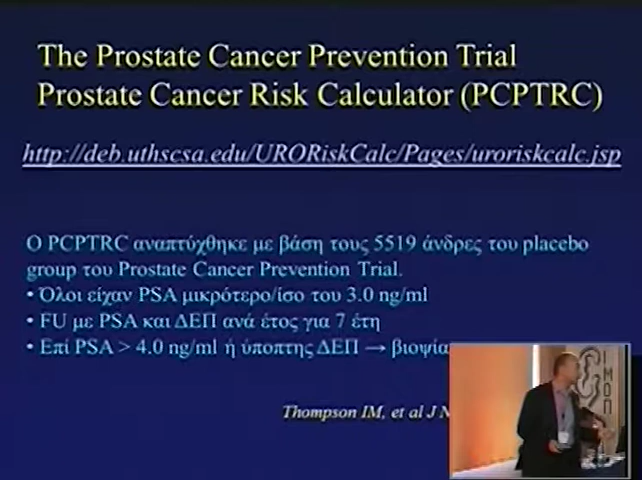 The Prostate Cancer Prevention Trial
Prostate Cancer Risk Calculator (PCPTRC)
http://deb.uthscsa.edu/URORiskCalc/Pages/uroriskcalc.jsp
Ο PCPTRC αναπτύχθηκε με βάση τους 5519 άνδρες του placebo
group του Prostate Cancer Prevention Trial.
• Όλοι είχαν PSA μικρότερο/ίσο του 3.0 ng/ml
• FU με PSA και ΔΕΠ ανά έτος για 7 έτη
• Επί PSA > 4.0 ng/ml ή ύποπτης ΔΕΠ → βιοψία
Thompson IM, et al J